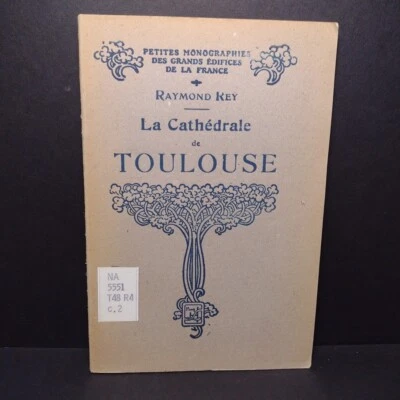 PETITES MONOGRAPHIES
DES GRANDS ÉDIFICES
DE LA FRANCE
RAYMOND REY
La Cathédrale
de
TOULOUSE
NA
5551
T48 R4
c.2